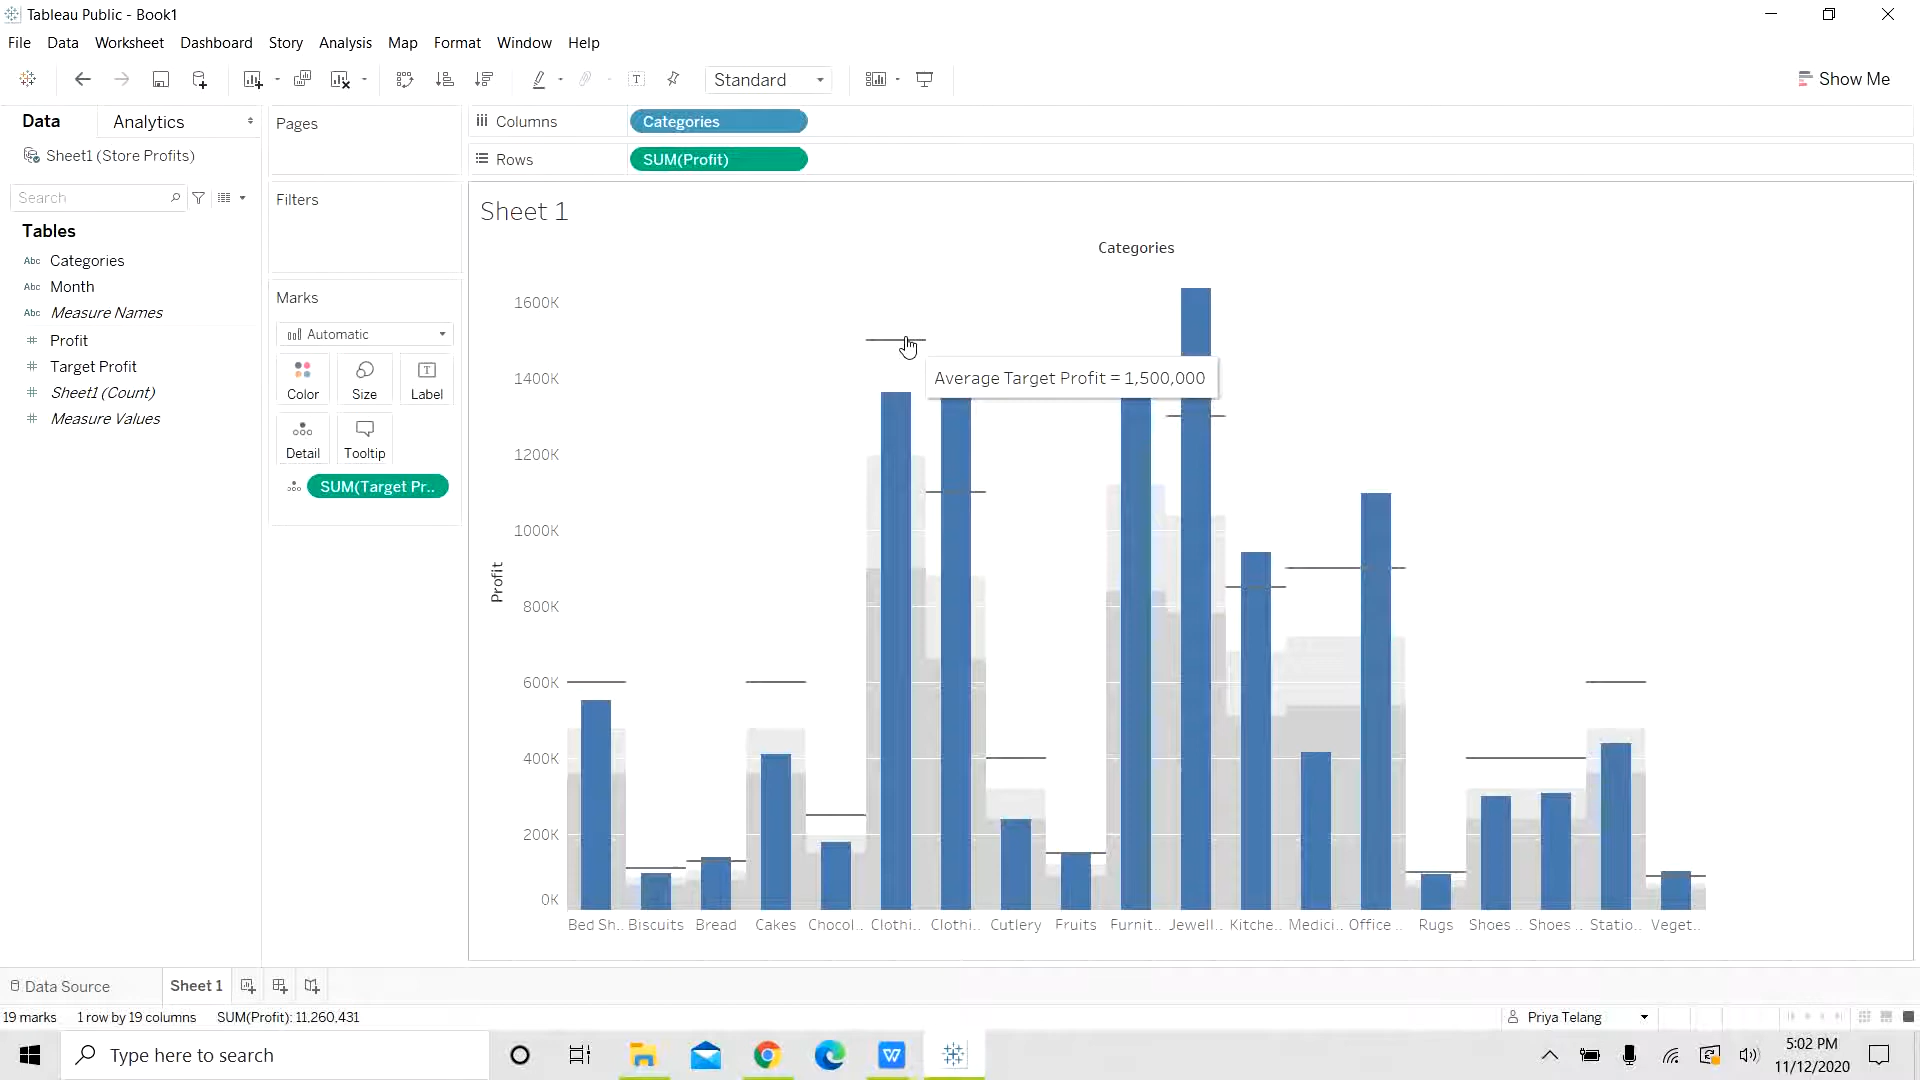 Tableau Public - Book1
File Data Worksheet Dashboard Story Analysis Map Format Window Help
Standard
Show Me
Data Analytics
Sheet1 (Store Profits)
Search
Tables
Abc Categories
Abc Month
Abc Measure Names
# Profit
# Target Profit
# Sheet1 (Count)
# Measure Values
Pages
Filters
Marks
Automatic
Color Size Label
Detail Tooltip
SUM(Target Pr..
Columns Categories
Rows SUM(Profit)
Sheet 1
Categories
1600K
1400K
1200K
1000K
800K
600K
400K
200K
0K
Profit
Average Target Profit = 1,500,000
Bed Sh.. Biscuits Bread Cakes Chocol.. Clothi.. Clothi.. Cutlery Fruits Furnit.. Jewell.. Kitche.. Medici.. Office .. Rugs Shoes .. Shoes .. Statio.. Veget..
Data Source Sheet 1
19 marks 1 row by 19 columns SUM(Profit): 11,260,431
Priya Telang
Type here to search
W
5:02 PM
11/12/2020